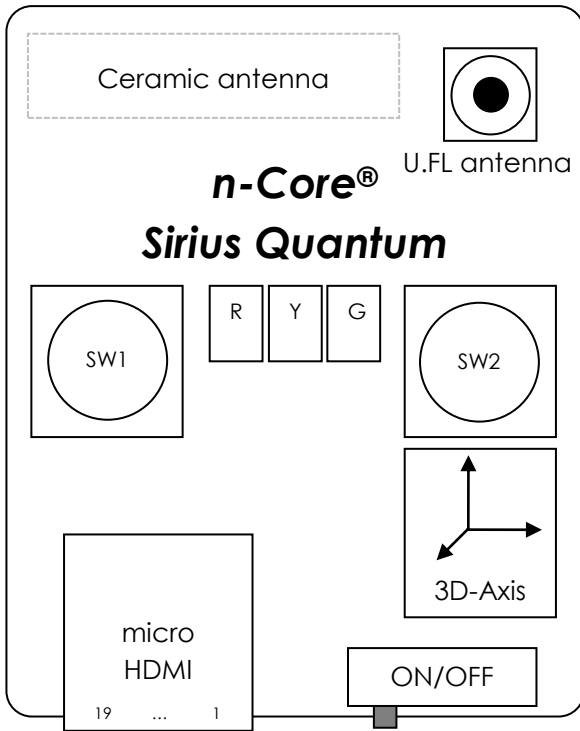 Ceramic antenna
U.FL antenna
n-Core®
Sirius Quantum
R Y G
SW1
SW2
3D-Axis
micro
HDMI
19 ... 1
ON/OFF